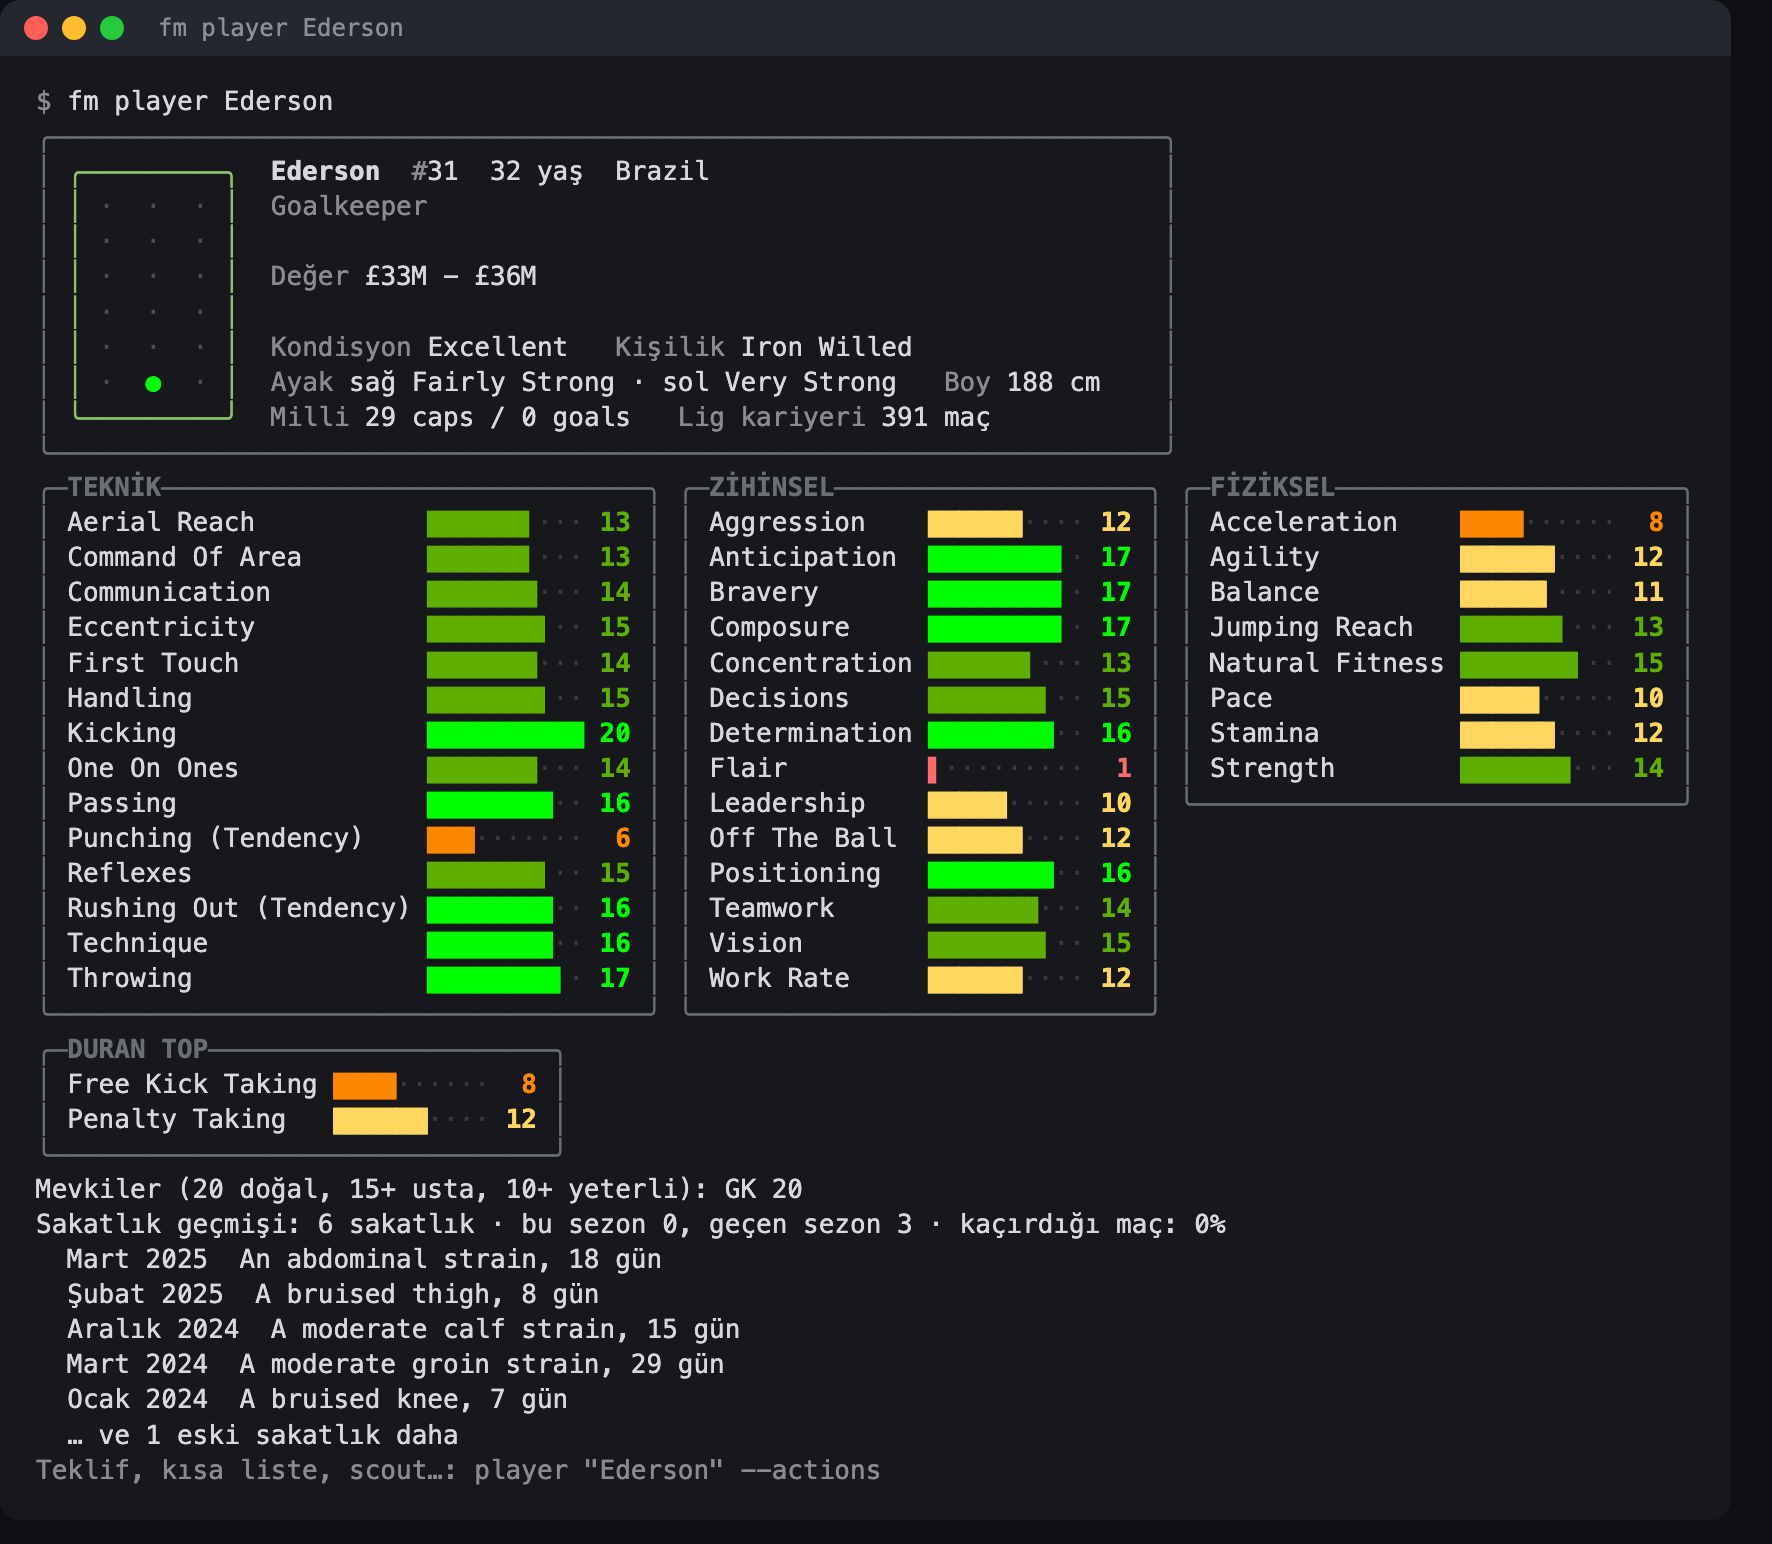 fm player Ederson
$ fm player Ederson
Ederson  #31  32 yaş  Brazil
Goalkeeper
Değer £33M – £36M
Kondisyon Excellent   Kişilik Iron Willed
Ayak sağ Fairly Strong · sol Very Strong   Boy 188 cm
Milli 29 caps / 0 goals   Lig kariyeri 391 maç
TEKNİK
Aerial Reach 13
Command Of Area 13
Communication 14
Eccentricity 15
First Touch 14
Handling 15
Kicking 20
One On Ones 14
Passing 16
Punching (Tendency) 6
Reflexes 15
Rushing Out (Tendency) 16
Technique 16
Throwing 17
ZİHİNSEL
Aggression 12
Anticipation 17
Bravery 17
Composure 17
Concentration 13
Decisions 15
Determination 16
Flair 1
Leadership 10
Off The Ball 12
Positioning 16
Teamwork 14
Vision 15
Work Rate 12
FİZİKSEL
Acceleration 8
Agility 12
Balance 11
Jumping Reach 13
Natural Fitness 15
Pace 10
Stamina 12
Strength 14
DURAN TOP
Free Kick Taking 8
Penalty Taking 12
Mevkiler (20 doğal, 15+ usta, 10+ yeterli): GK 20
Sakatlık geçmişi: 6 sakatlık · bu sezon 0, geçen sezon 3 · kaçırdığı maç: 0%
Mart 2025  An abdominal strain, 18 gün
Şubat 2025  A bruised thigh, 8 gün
Aralık 2024  A moderate calf strain, 15 gün
Mart 2024  A moderate groin strain, 29 gün
Ocak 2024  A bruised knee, 7 gün
… ve 1 eski sakatlık daha
Teklif, kısa liste, scout…: player "Ederson" --actions